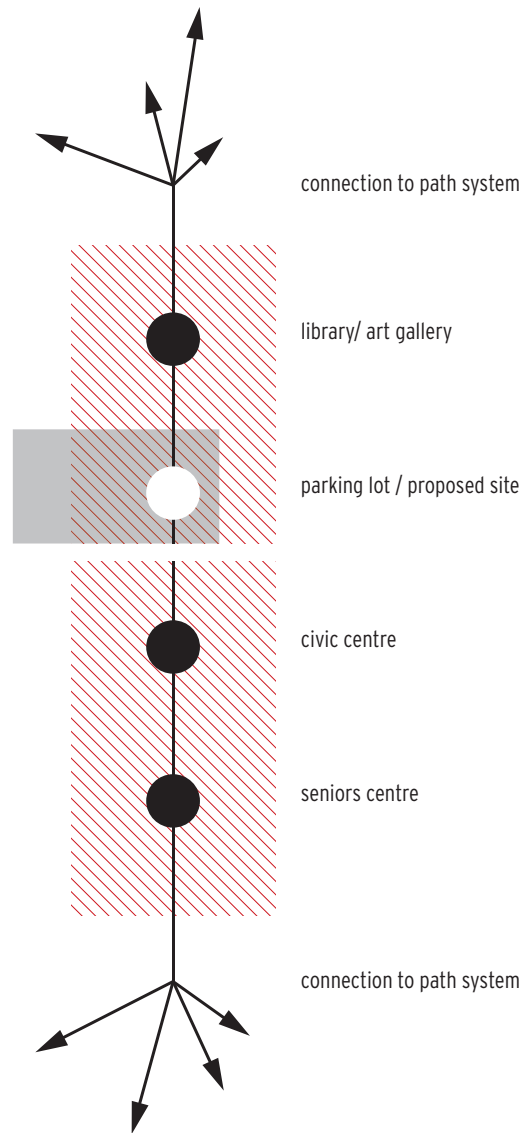 connection to path system
library/ art gallery
parking lot / proposed site
civic centre
seniors centre
connection to path system